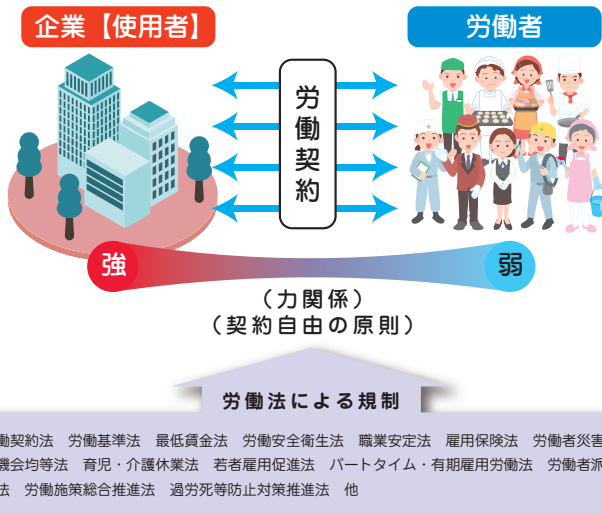 企業【使用者】
労働者
労働契約
強
弱
（力関係）
（契約自由の原則）
労働法による規制
働契約法 労働基準法 最低賃金法 労働安全衛生法 職業安定法 雇用保険法 労働者災害
機会均等法 育児・介護休業法 若者雇用促進法 パートタイム・有期雇用労働法 労働者派
法 労働施策総合推進法 過労死等防止対策推進法 他